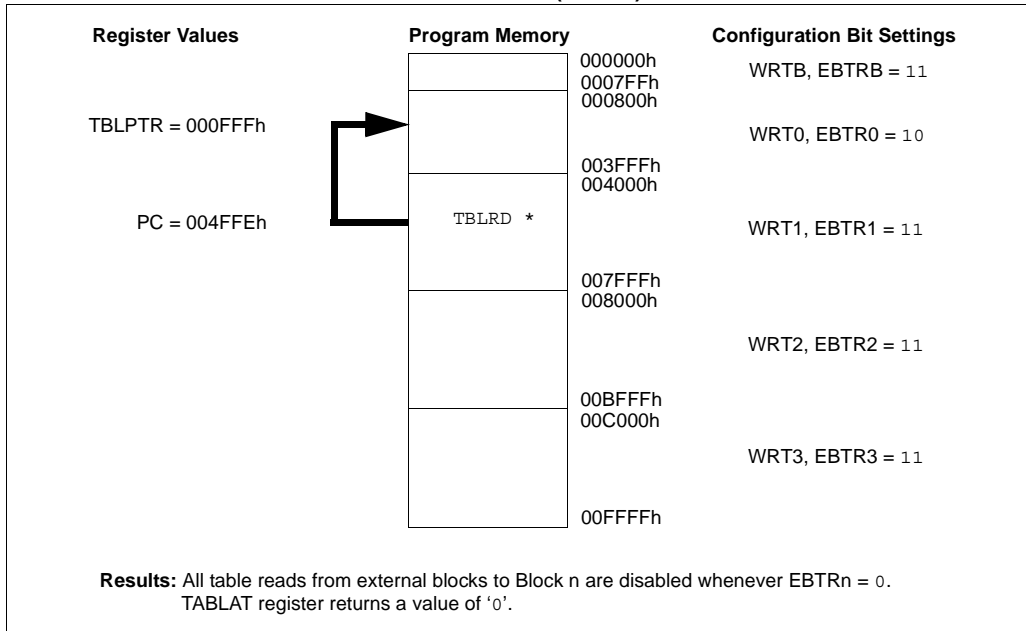 Register Values Program Memory Configuration Bit Settings
000000h
WRTB, EBTRB = 11
0007FFh
000800h
TBLPTR = 000FFFh
WRT0, EBTR0 = 10
003FFFh
004000h
PC = 004FFEh
TBLRD *
WRT1, EBTR1 = 11
007FFFh
008000h
WRT2, EBTR2 = 11
00BFFFh
00C000h
WRT3, EBTR3 = 11
00FFFFh
Results: All table reads from external blocks to Block n are disabled whenever EBTRn = 0.
TABLAT register returns a value of ‘0’.